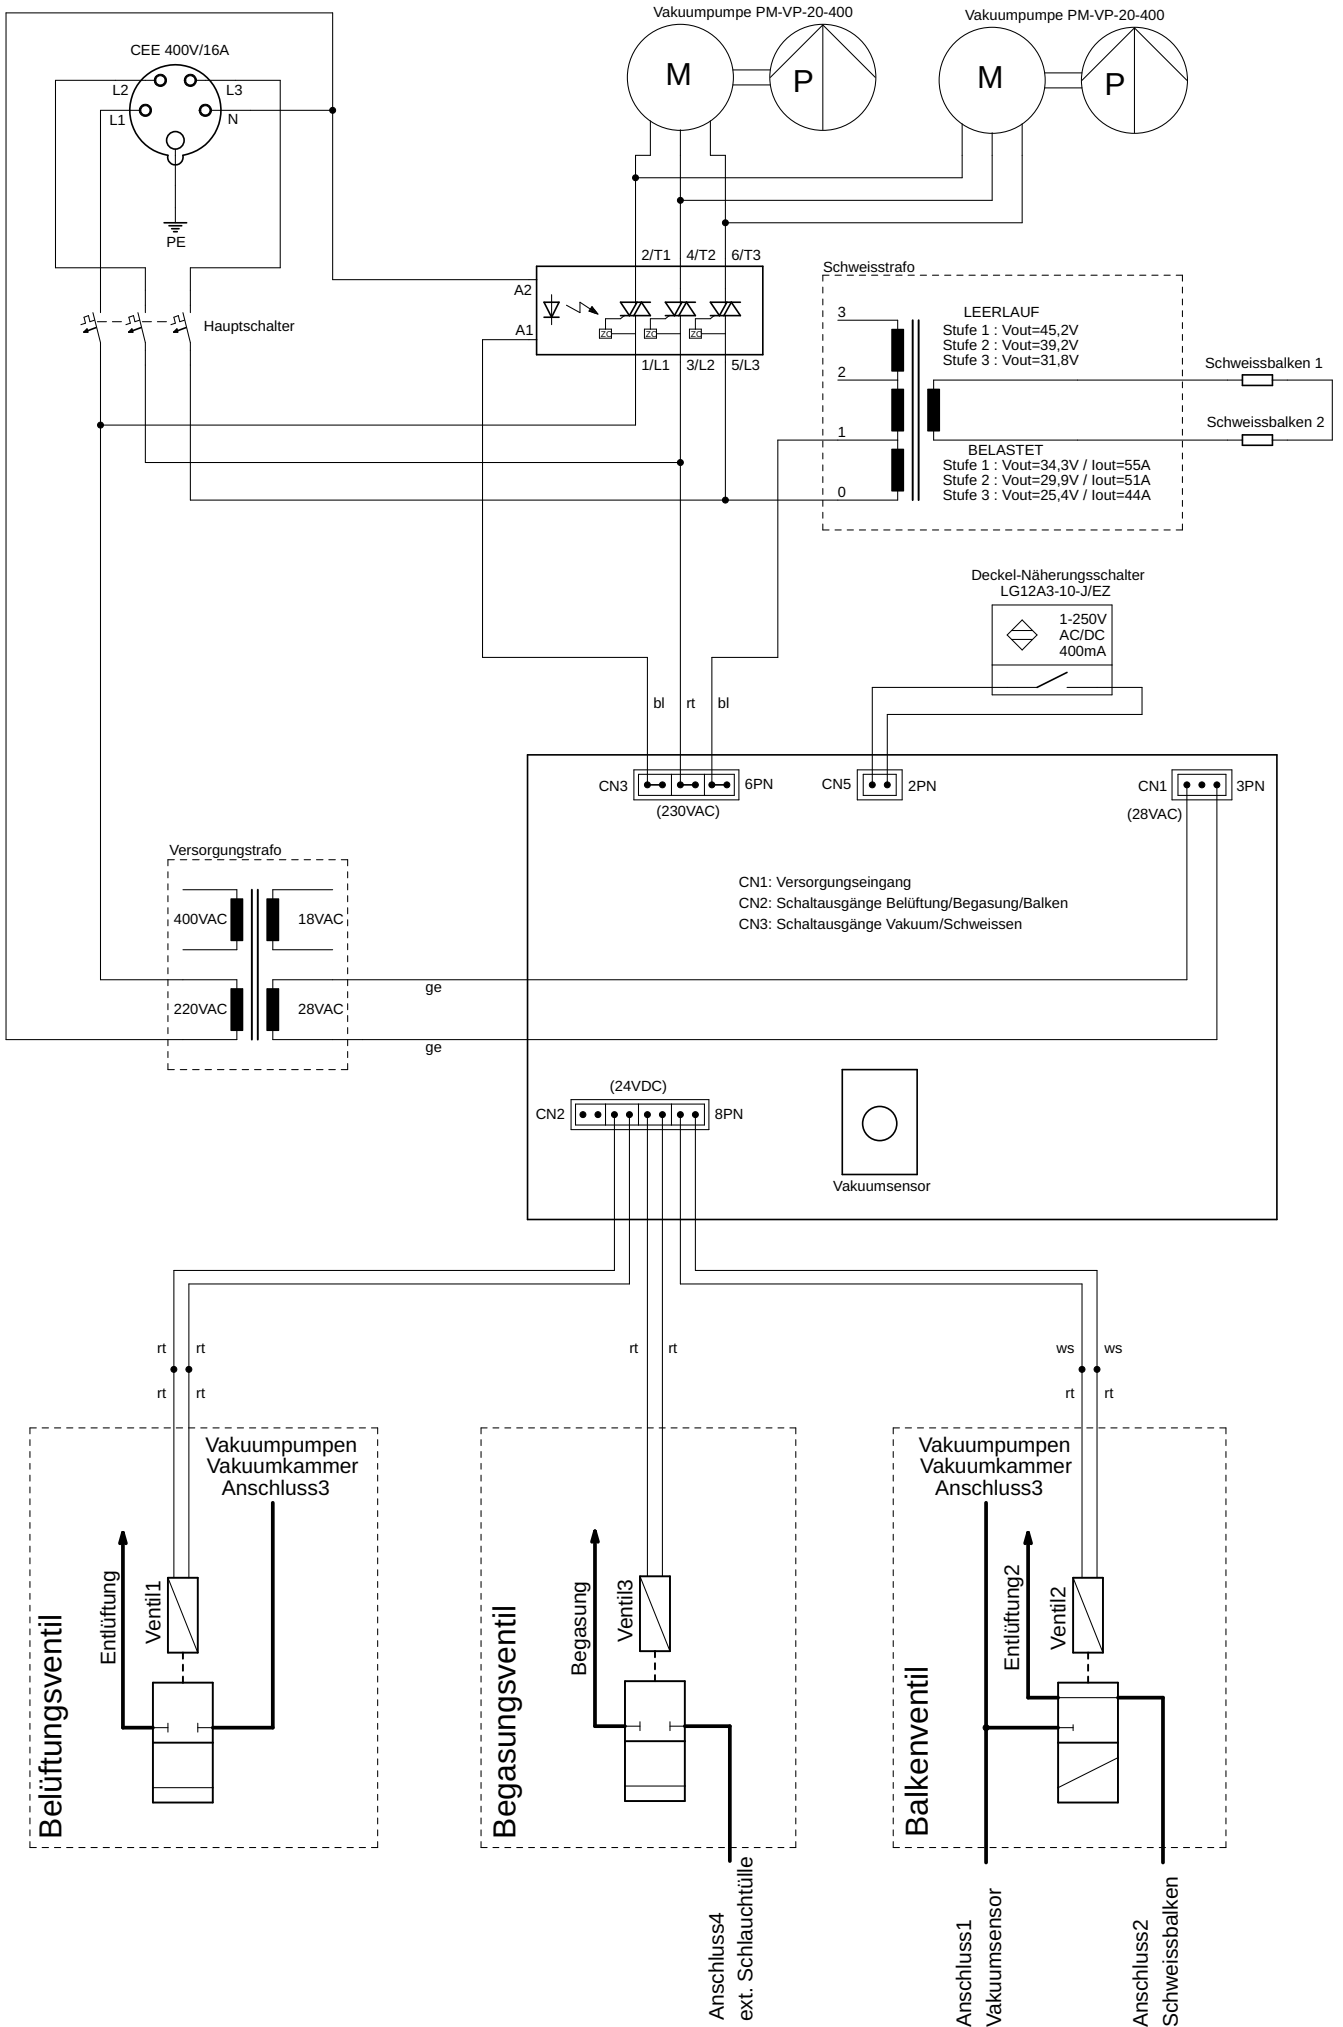 Vakuumpumpe PM-VP-20-400
Vakuumpumpe PM-VP-20-400
CEE 400V/16A
L2
L3
L1
N
PE
M
P
M
P
2/T1
4/T2
6/T3
A2
A1
ZC
ZC
ZC
1/L1
3/L2
5/L3
Hauptschalter
Schweisstrafo
3
2
1
0
LEERLAUF
Stufe 1 : Vout=45,2V
Stufe 2 : Vout=39,2V
Stufe 3 : Vout=31,8V
BELASTET
Stufe 1 : Vout=34,3V / Iout=55A
Stufe 2 : Vout=29,9V / Iout=51A
Stufe 3 : Vout=25,4V / Iout=44A
Schweissbalken 1
Schweissbalken 2
Deckel-Näherungsschalter
LG12A3-10-J/EZ
1-250V
AC/DC
400mA
bl
rt
bl
CN3
6PN
(230VAC)
CN5
2PN
CN1
3PN
(28VAC)
CN1: Versorgungseingang
CN2: Schaltausgänge Belüftung/Begasung/Balken
CN3: Schaltausgänge Vakuum/Schweissen
Versorgungstrafo
400VAC
18VAC
220VAC
28VAC
ge
ge
(24VDC)
CN2
8PN
Vakuumsensor
rt
rt
rt
rt
rt
rt
ws
ws
rt
rt
Vakuumpumpen
Vakuumkammer
Anschluss3
Entlüftung
Ventil1
Belüftungsventil
Begasung
Ventil3
Begasungsventil
Anschluss4
ext. Schlauchtülle
Vakuumpumpen
Vakuumkammer
Anschluss3
Entlüftung2
Ventil2
Balkenventil
Anschluss1
Vakuumsensor
Anschluss2
Schweissbalken